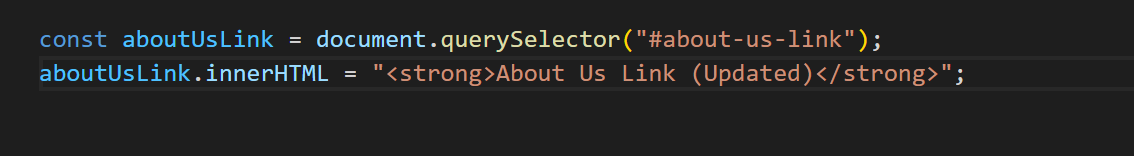 const aboutUsLink = document.querySelector("#about-us-link");
aboutUsLink.innerHTML = "<strong>About Us Link (Updated)</strong>";